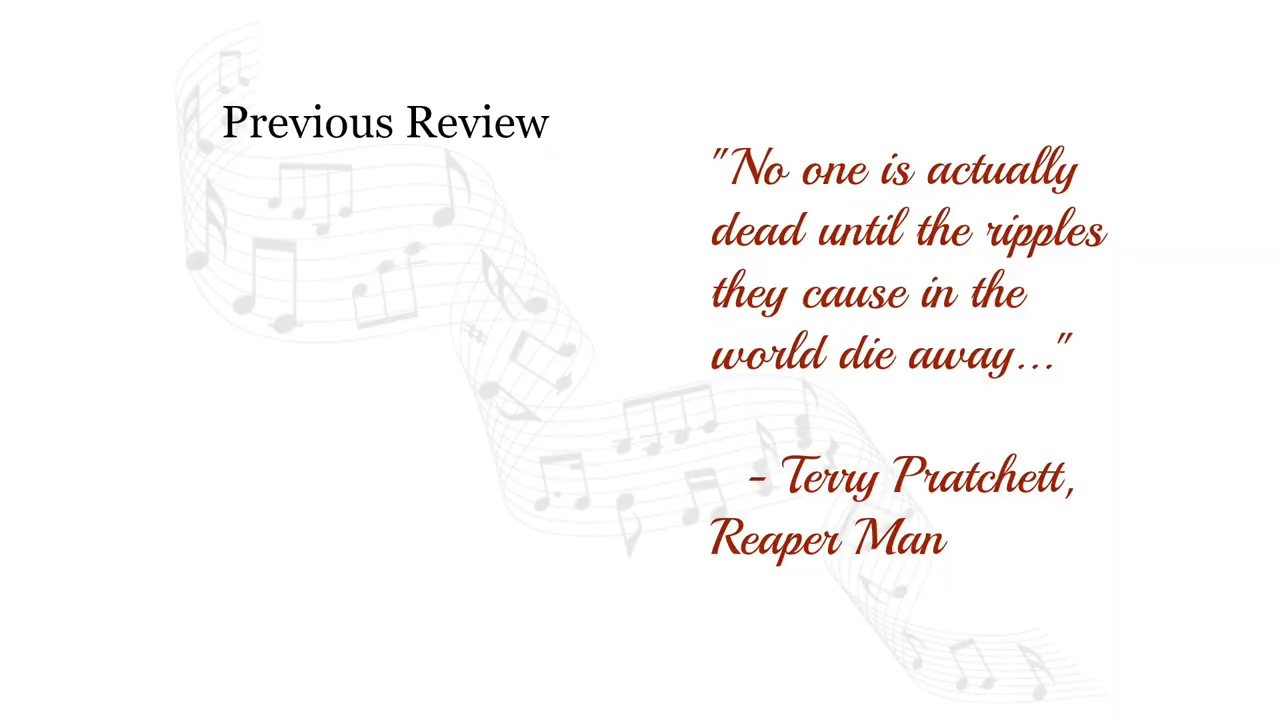 Previous Review
"No one is actually
dead until the ripples
they cause in the
world die away..."
- Terry Pratchett,
Reaper Man